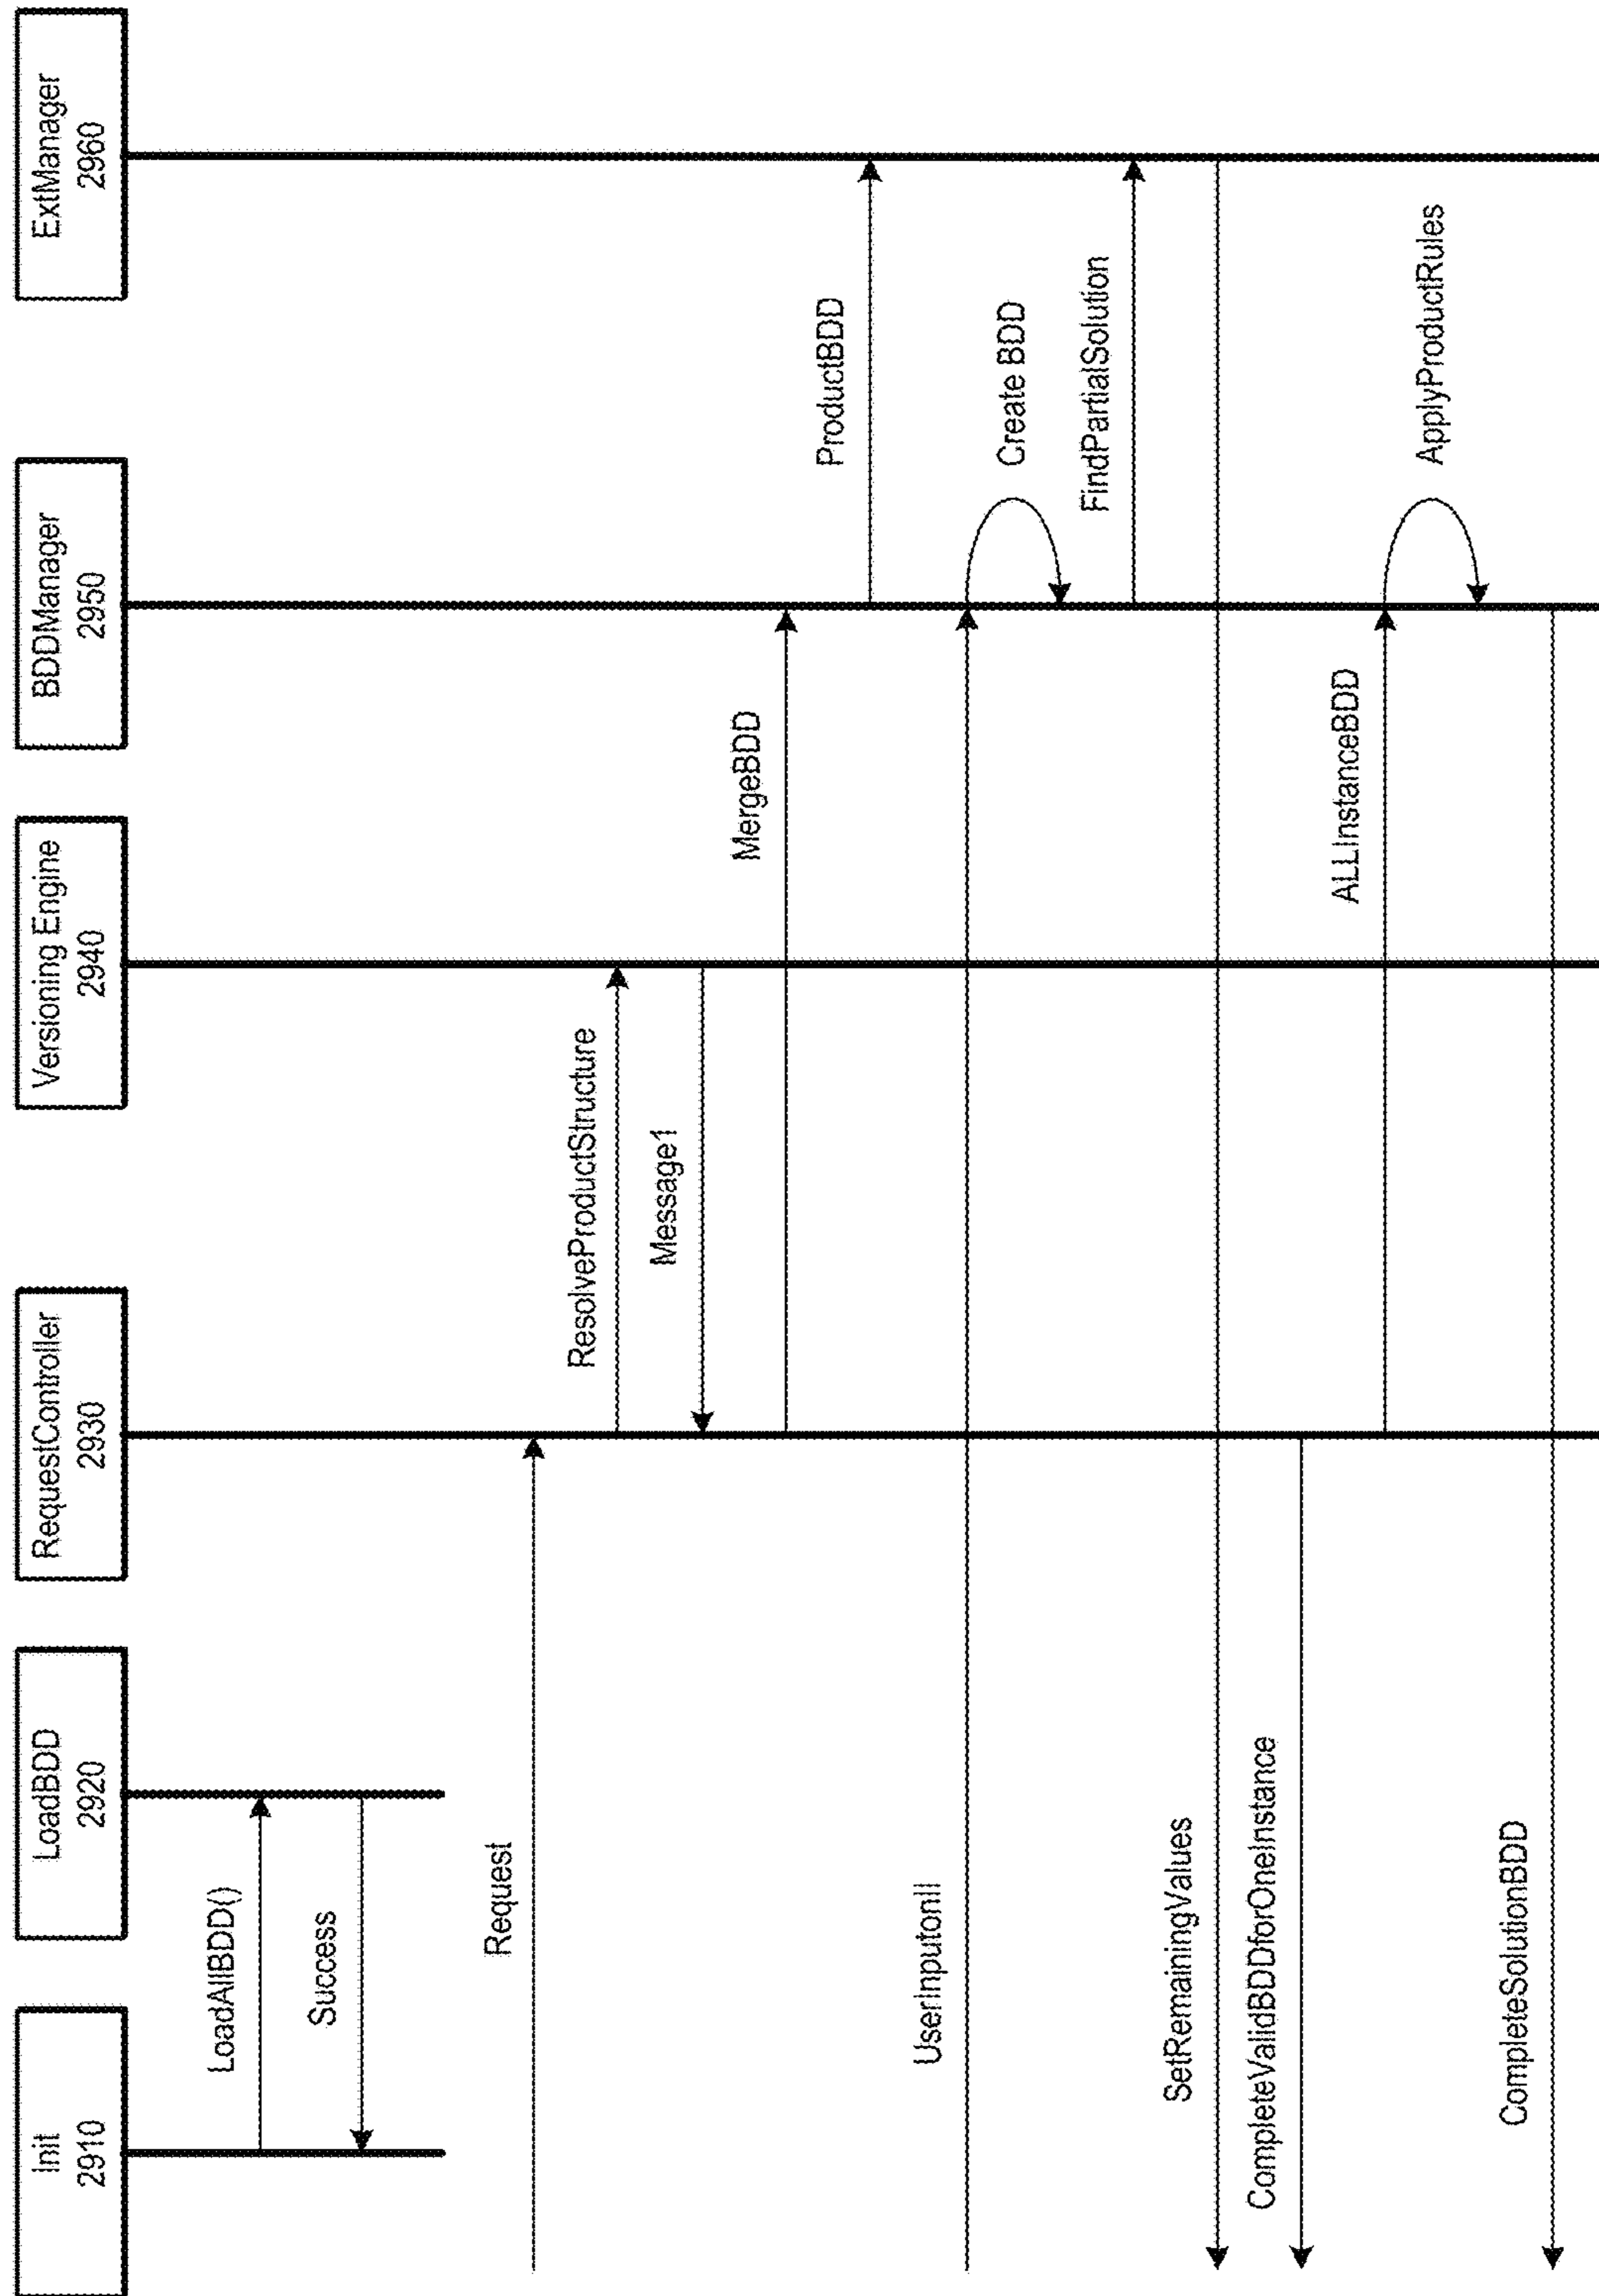 Init
2910
LoadBDD
2920
RequestController
2930
Versioning Engine
2940
BDDManager
2950
ExtManager
2960
LoadAllBDD()
Success
Request
ResolveProductStructure
Message1
MergeBDD
ProductBDD
UserInputonII
Create BDD
FindPartialSolution
SetRemainingValues
CompleteValidBDDforOneInstance
ALLInstanceBDD
ApplyProductRules
CompleteSolutionBDD